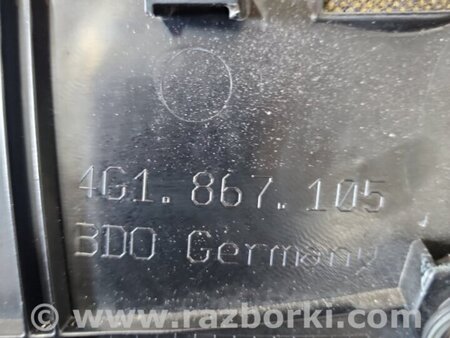 4G1. 867. 105
BDO Germany
www.razborki.com